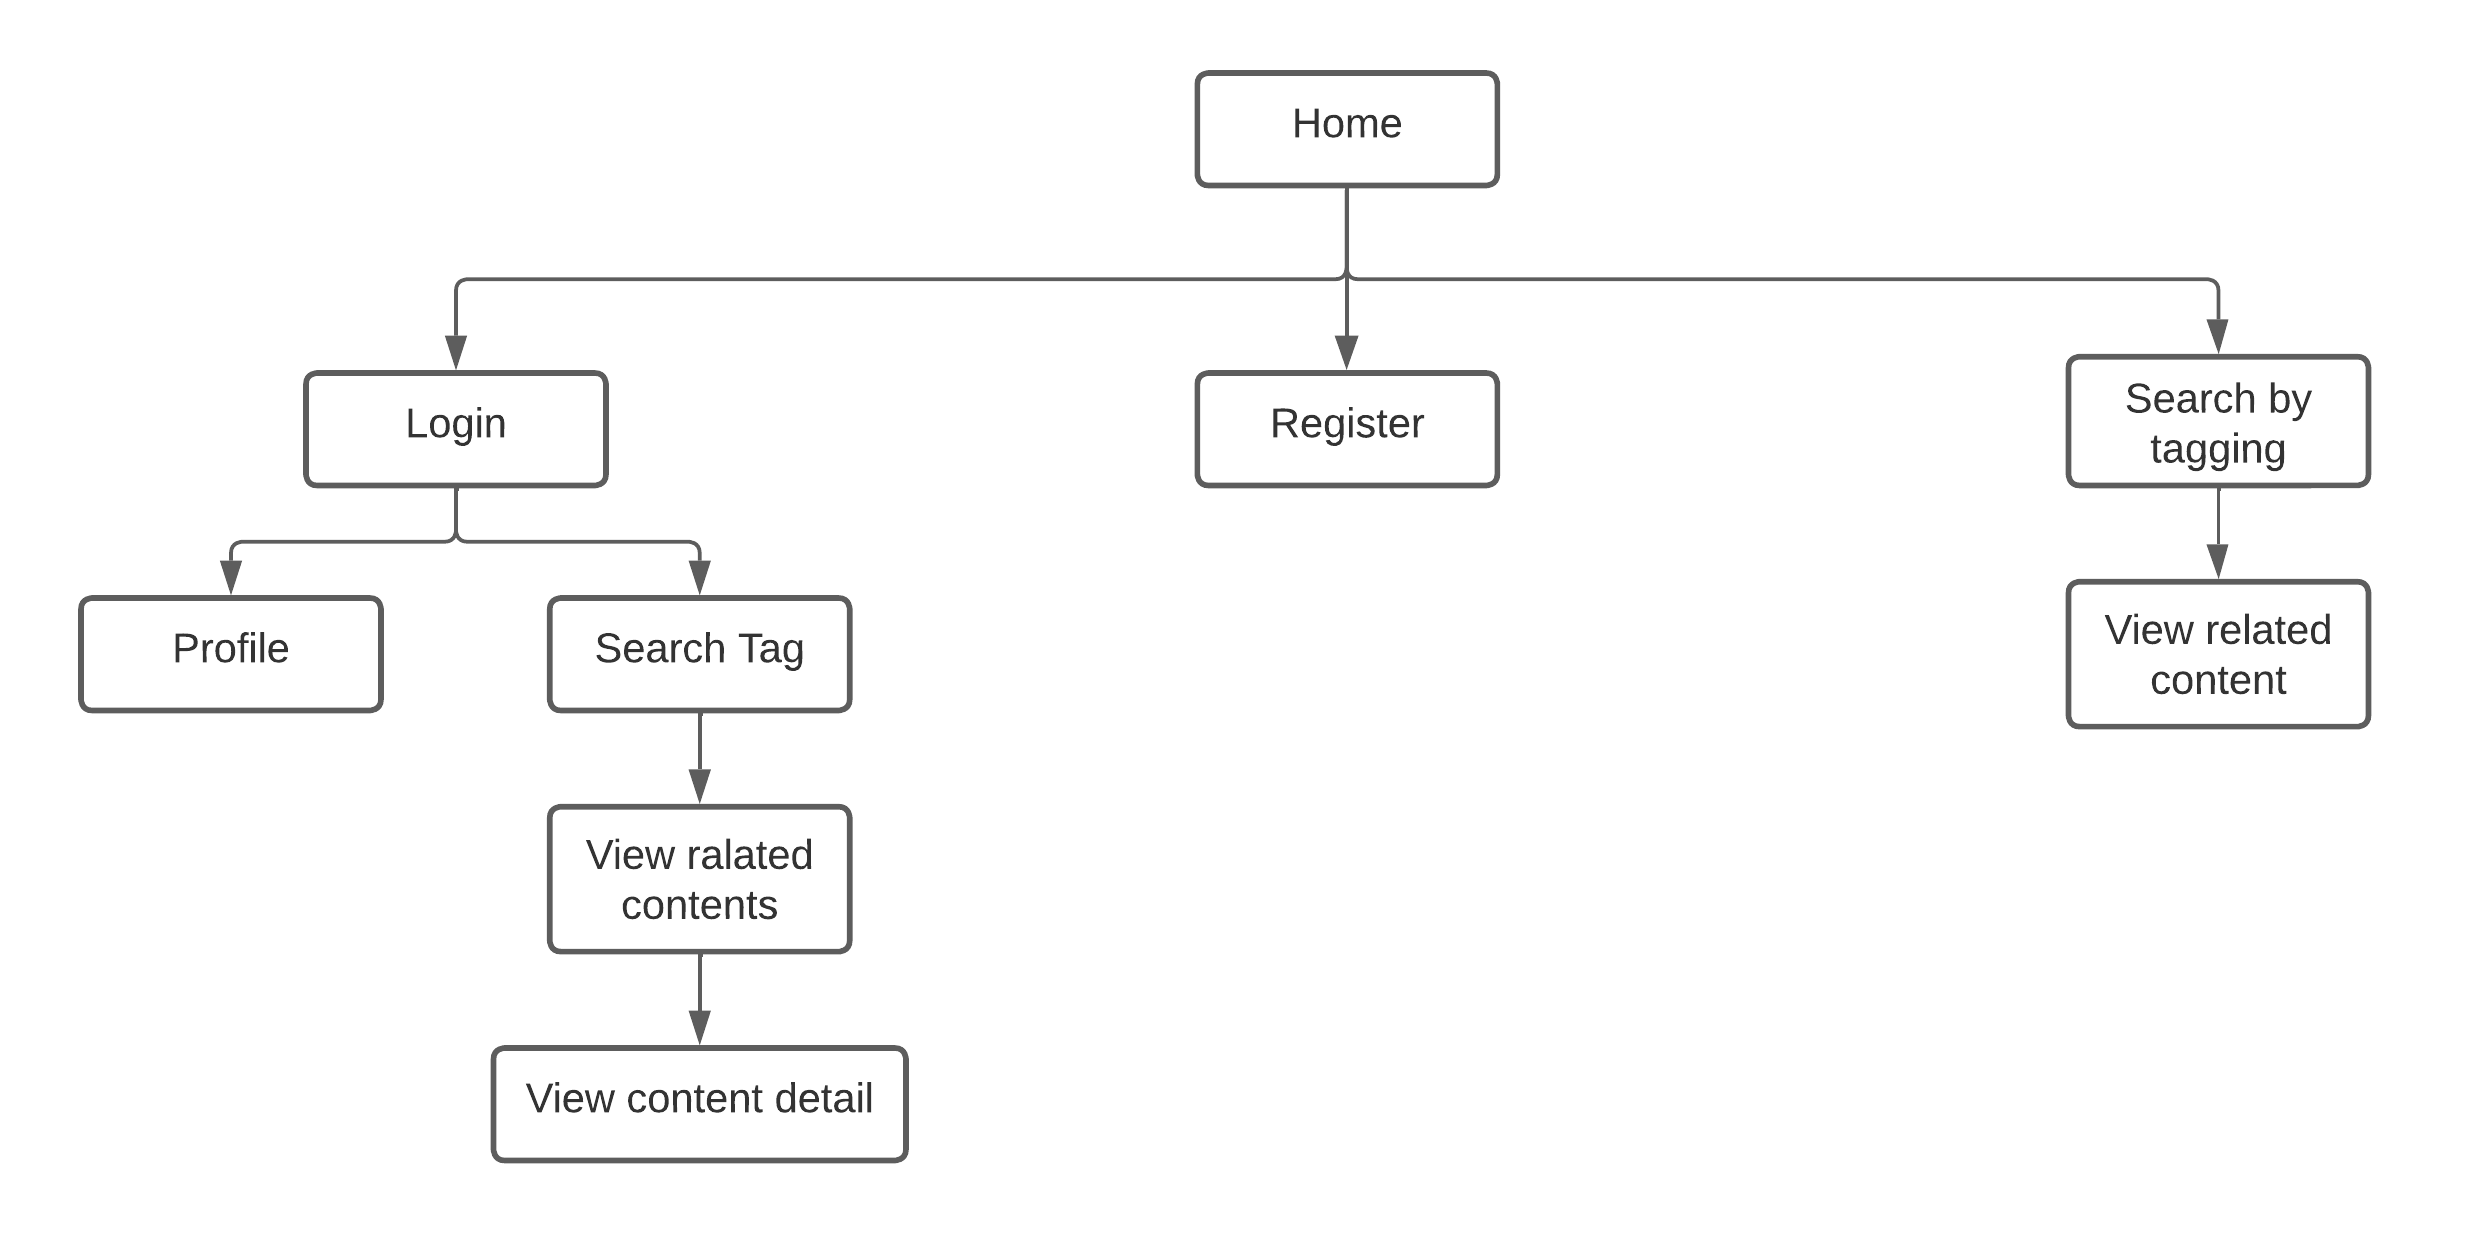 Home
Login
Register
Search by
tagging
Profile
Search Tag
View related
content
View ralated
contents
View content detail